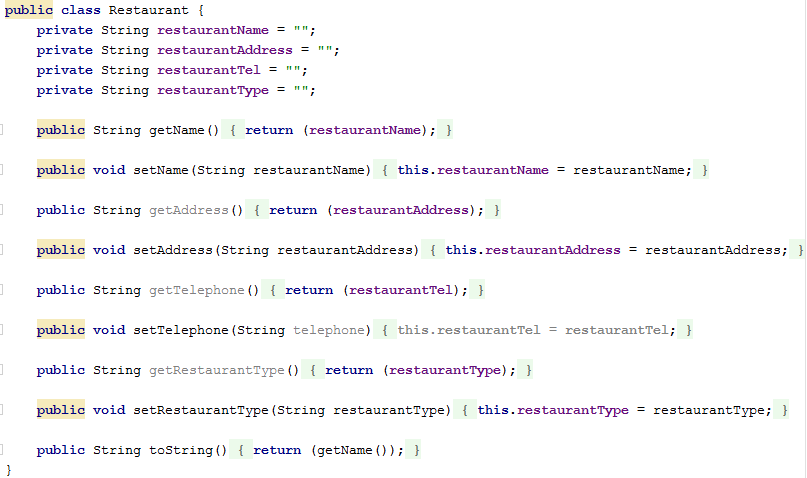 public class Restaurant {
private String restaurantName = "";
private String restaurantAddress = "";
private String restaurantTel = "";
private String restaurantType = "";
public String getName() { return (restaurantName); }
public void setName(String restaurantName) { this.restaurantName = restaurantName; }
public String getAddress() { return (restaurantAddress); }
public void setAddress(String restaurantAddress) { this.restaurantAddress = restaurantAddress; }
public String getTelephone() { return (restaurantTel); }
public void setTelephone(String telephone) { this.restaurantTel = restaurantTel; }
public String getRestaurantType() { return (restaurantType); }
public void setRestaurantType(String restaurantType) { this.restaurantType = restaurantType; }
public String toString() { return (getName()); }
}